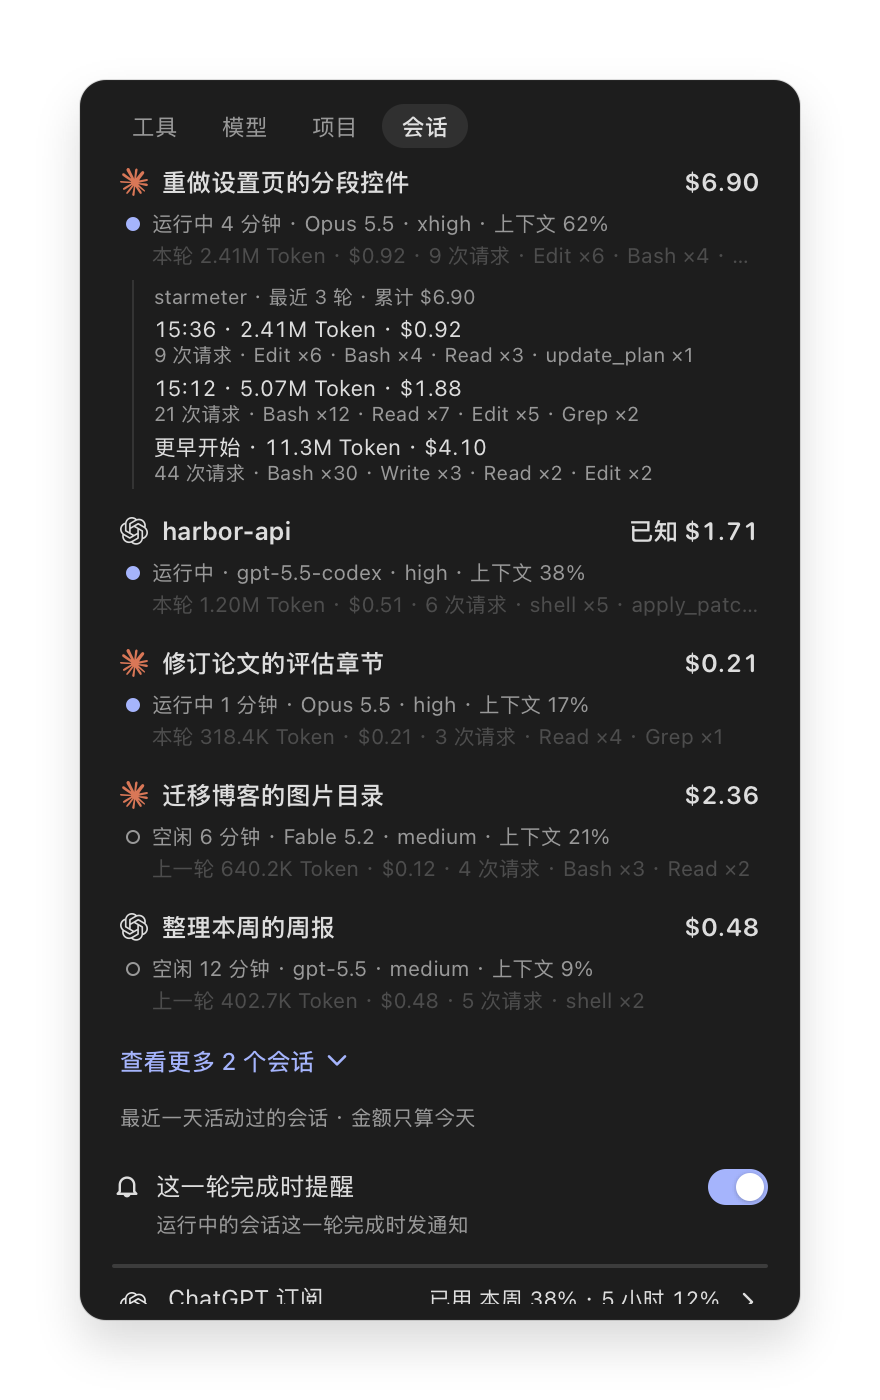 工具 模型 项目 会话
重做设置页的分段控件 $6.90
运行中 4 分钟 · Opus 5.5 · xhigh · 上下文 62%
本轮 2.41M Token · $0.92 · 9 次请求 · Edit ×6 · Bash ×4 · ...
starmeter · 最近 3 轮 · 累计 $6.90
15:36 · 2.41M Token · $0.92
9 次请求 · Edit ×6 · Bash ×4 · Read ×3 · update_plan ×1
15:12 · 5.07M Token · $1.88
21 次请求 · Bash ×12 · Read ×7 · Edit ×5 · Grep ×2
更早开始 · 11.3M Token · $4.10
44 次请求 · Bash ×30 · Write ×3 · Read ×2 · Edit ×2
harbor-api 已知 $1.71
运行中 · gpt-5.5-codex · high · 上下文 38%
本轮 1.20M Token · $0.51 · 6 次请求 · shell ×5 · apply_patc...
修订论文的评估章节 $0.21
运行中 1 分钟 · Opus 5.5 · high · 上下文 17%
本轮 318.4K Token · $0.21 · 3 次请求 · Read ×4 · Grep ×1
迁移博客的图片目录 $2.36
空闲 6 分钟 · Fable 5.2 · medium · 上下文 21%
上一轮 640.2K Token · $0.12 · 4 次请求 · Bash ×3 · Read ×2
整理本周的周报 $0.48
空闲 12 分钟 · gpt-5.5 · medium · 上下文 9%
上一轮 402.7K Token · $0.48 · 5 次请求 · shell ×2
查看更多 2 个会话
最近一天活动过的会话 · 金额只算今天
这一轮完成时提醒
运行中的会话这一轮完成时发通知
ChatGPT 订阅 已用 本周 38% · 5 小时 12%